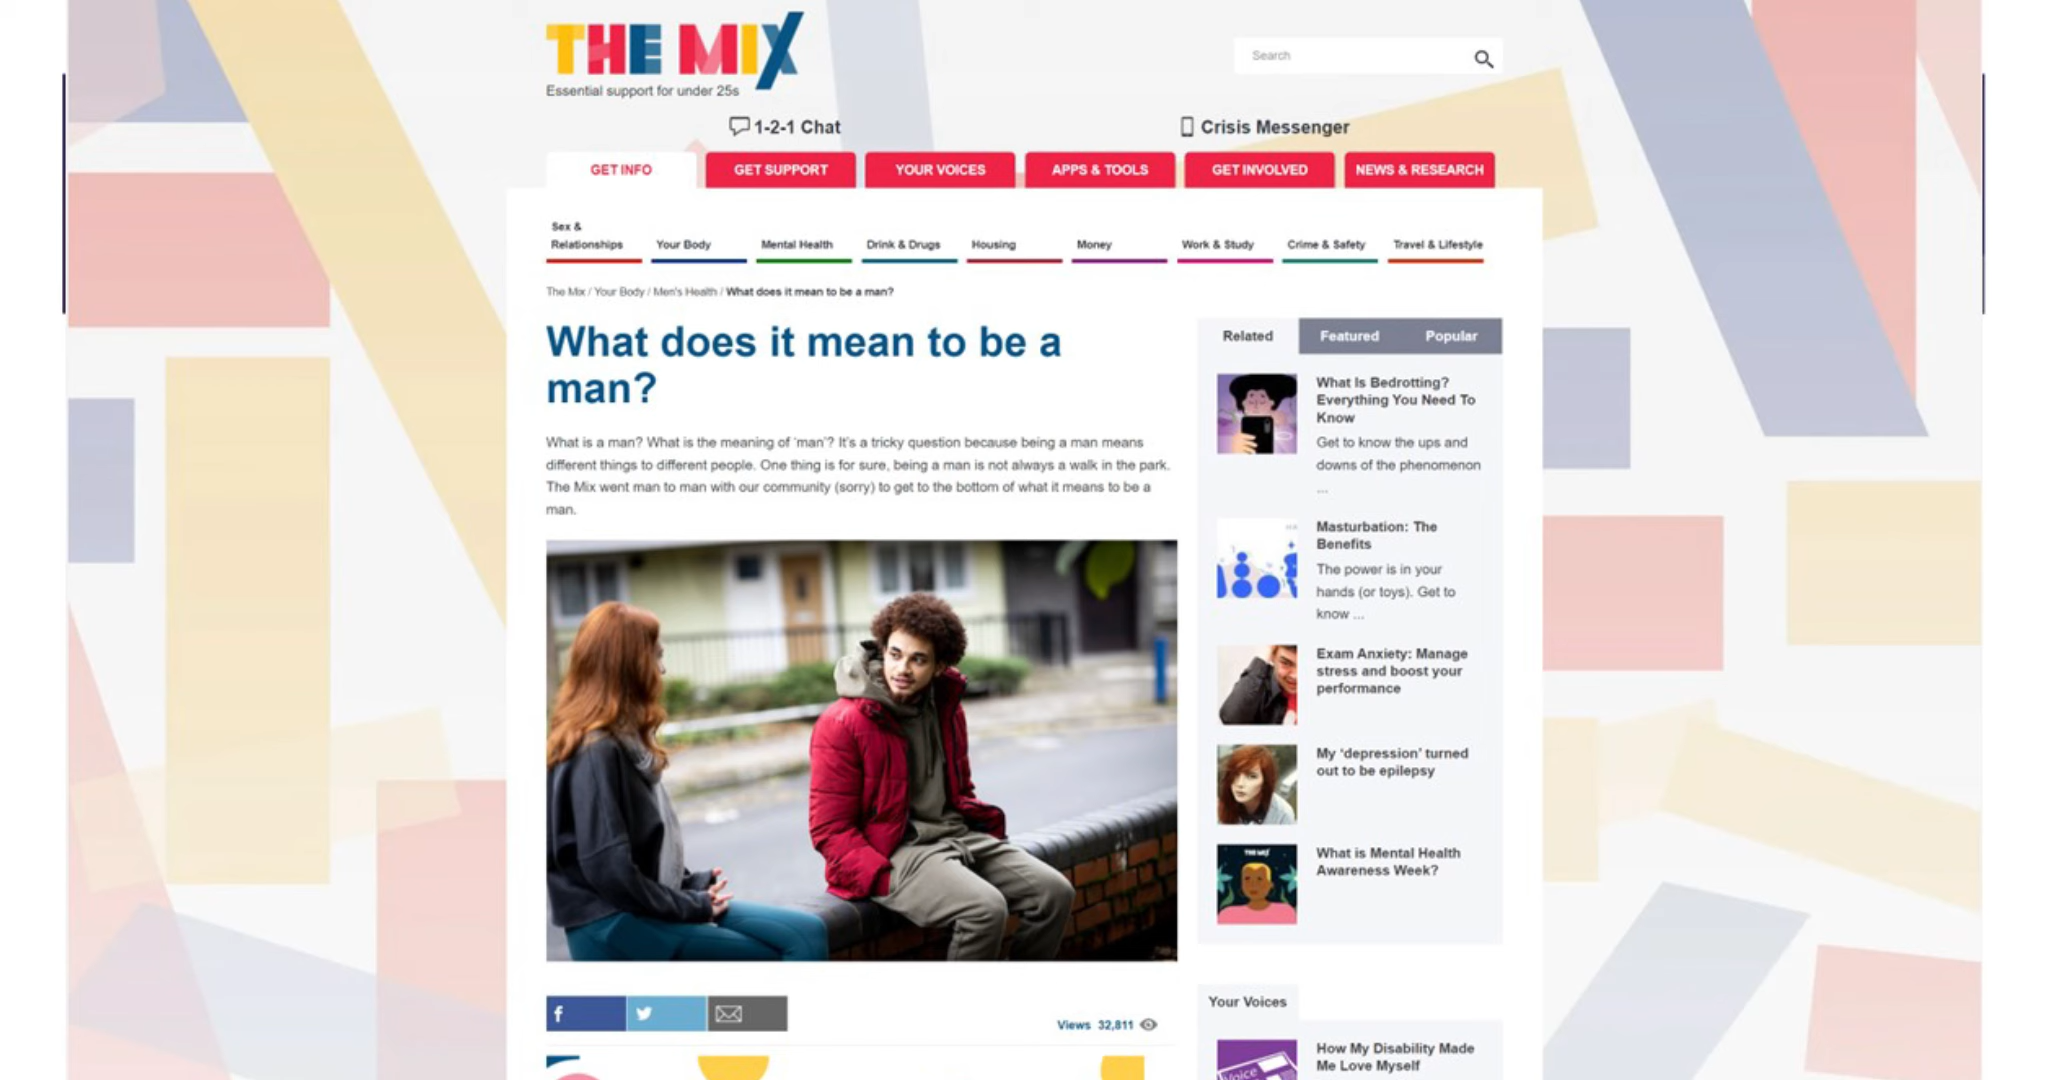 THE MIX
Essential support for under 25s
Search
1-2-1 Chat
Crisis Messenger
GET INFO
GET SUPPORT
YOUR VOICES
APPS & TOOLS
GET INVOLVED
NEWS & RESEARCH
Sex &
Relationships
Your Body
Mental Health
Drink & Drugs
Housing
Money
Work & Study
Crime & Safety
Travel & Lifestyle
The Mix / Your Body / Men's Health / What does it mean to be a man?
What does it mean to be a
man?
What is a man? What is the meaning of 'man'? It's a tricky question because being a man means
different things to different people. One thing is for sure, being a man is not always a walk in the park.
The Mix went man to man with our community (sorry) to get to the bottom of what it means to be a
man.
Views 32,811
Related
Featured
Popular
What Is Bedrotting?
Everything You Need To
Know
Get to know the ups and
downs of the phenomenon
...
Masturbation: The
Benefits
The power is in your
hands (or toys). Get to
know ...
Exam Anxiety: Manage
stress and boost your
performance
My 'depression' turned
out to be epilepsy
THE MIX
What is Mental Health
Awareness Week?
Your Voices
Voice
How My Disability Made
Me Love Myself